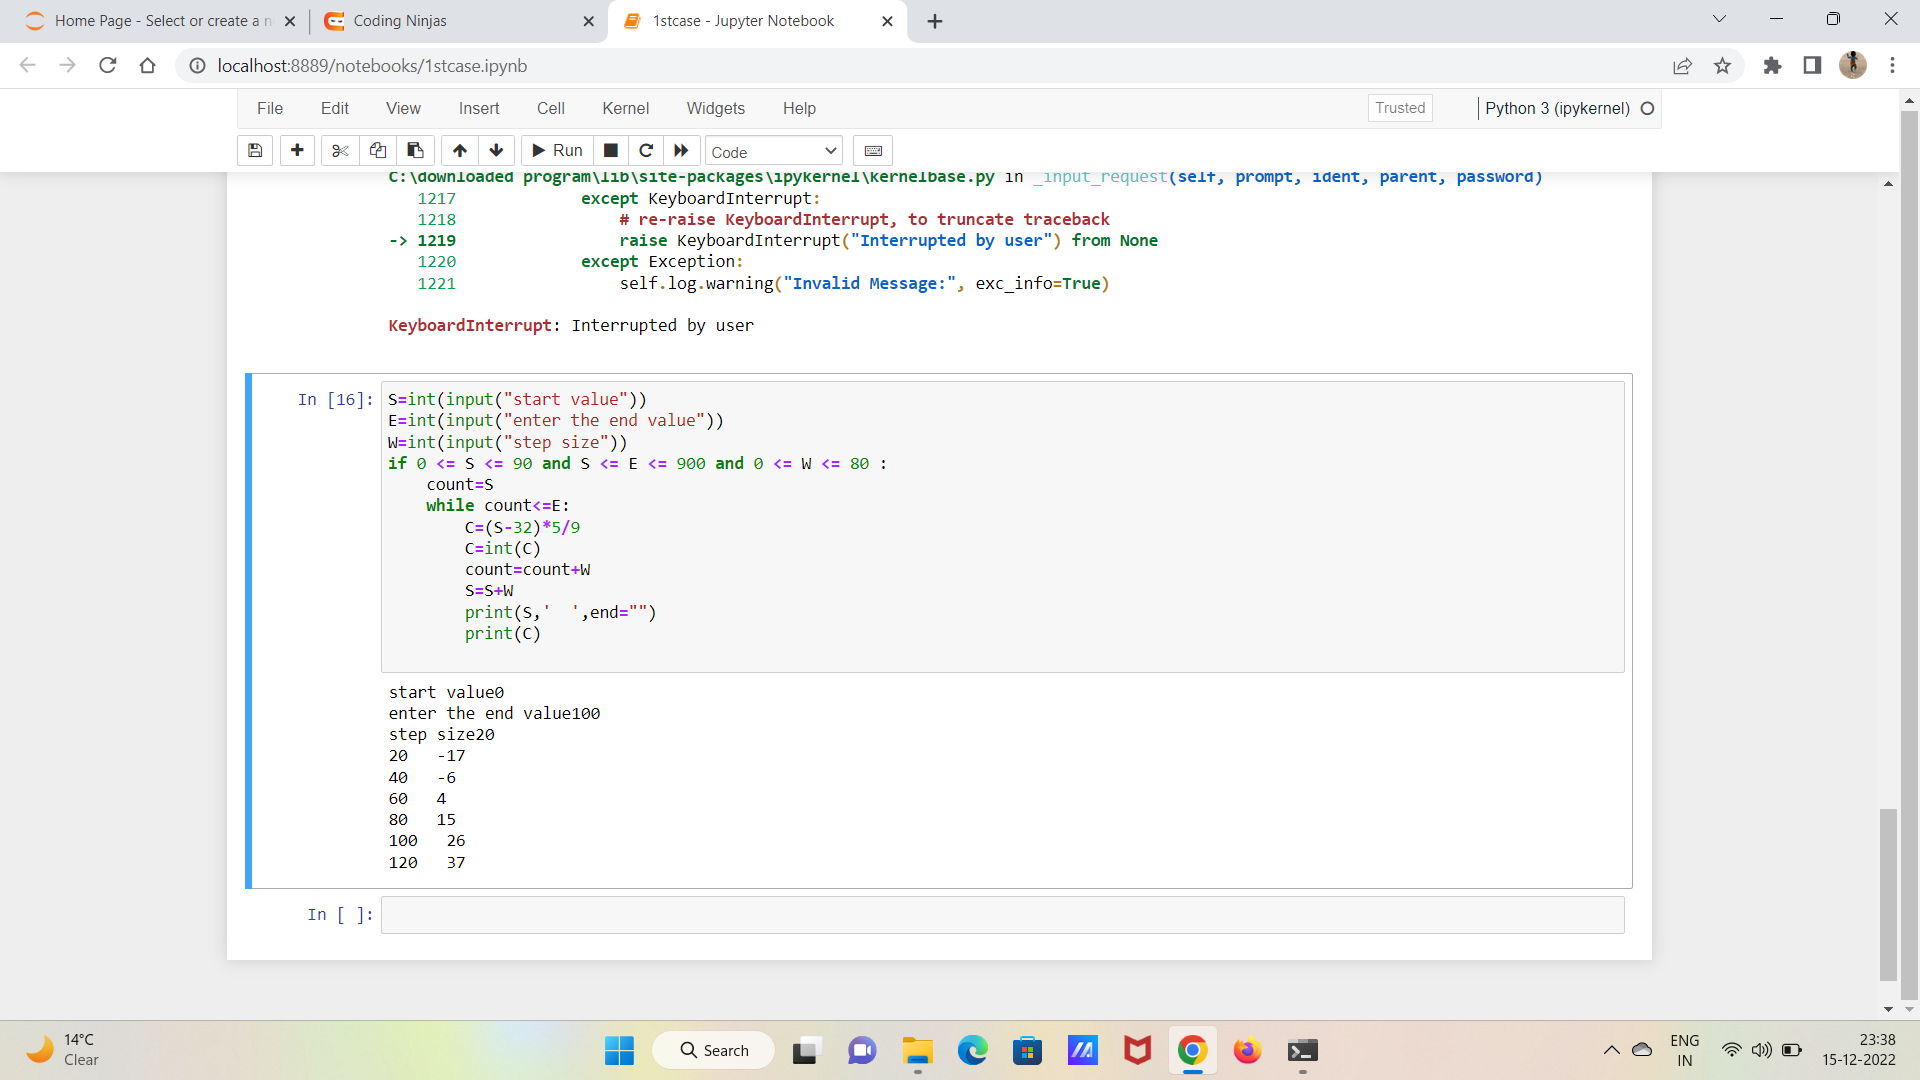 Home Page - Select or create a n
Coding Ninjas
1stcase - Jupyter Notebook
localhost:8889/notebooks/1stcase.ipynb
File Edit View Insert Cell Kernel Widgets Help
Trusted
Python 3 (ipykernel)
Run
Code
C:\downloaded program\lib\site-packages\ipykernel\kernelbase.py in _input_request(self, prompt, ident, parent, password)
1217 except KeyboardInterrupt:
1218 # re-raise KeyboardInterrupt, to truncate traceback
-> 1219 raise KeyboardInterrupt("Interrupted by user") from None
1220 except Exception:
1221 self.log.warning("Invalid Message:", exc_info=True)
KeyboardInterrupt: Interrupted by user
In [16]:
S=int(input("start value"))
E=int(input("enter the end value"))
W=int(input("step size"))
if 0 <= S <= 90 and S <= E <= 900 and 0 <= W <= 80 :
    count=S
    while count<=E:
        C=(S-32)*5/9
        C=int(C)
        count=count+W
        S=S+W
        print(S,'  ',end="")
        print(C)
start value0
enter the end value100
step size20
20   -17
40   -6
60   4
80   15
100   26
120   37
In [ ]:
14°C
Clear
Search
ENG
IN
23:38
15-12-2022